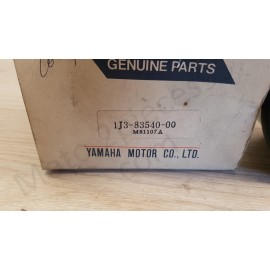 GENUINE PARTS
1J3-83540-00
M81107A
YAMAHA MOTOR CO., LTD.